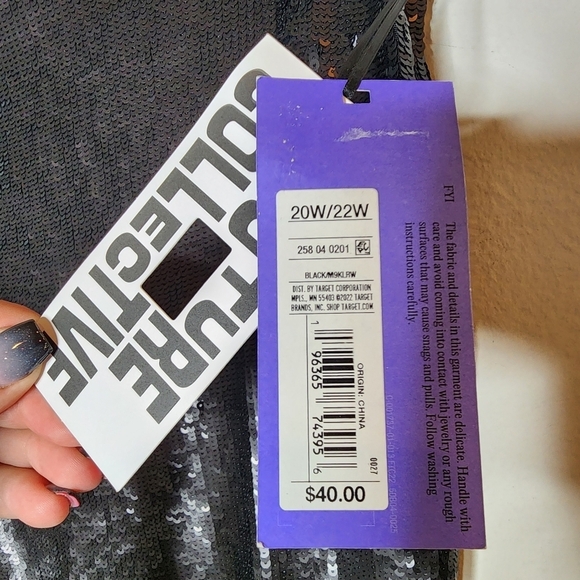 FUTURE
COLLECTIVE
20W/22W
258 04 0201
BLACK/M9KLRW
DIST. BY TARGET CORPORATION
MPLS., MN 55403 ©2022 TARGET
BRANDS, INC. SHOP TARGET.COM
ORIGIN: CHINA
1 96365 74395 6
0027
$40.00
FYI
The fabric and details in this garment are delicate. Handle with
care and avoid coming into contact with jewelry or any rough
surfaces that may cause snags and pulls. Follow washing
instructions carefully.